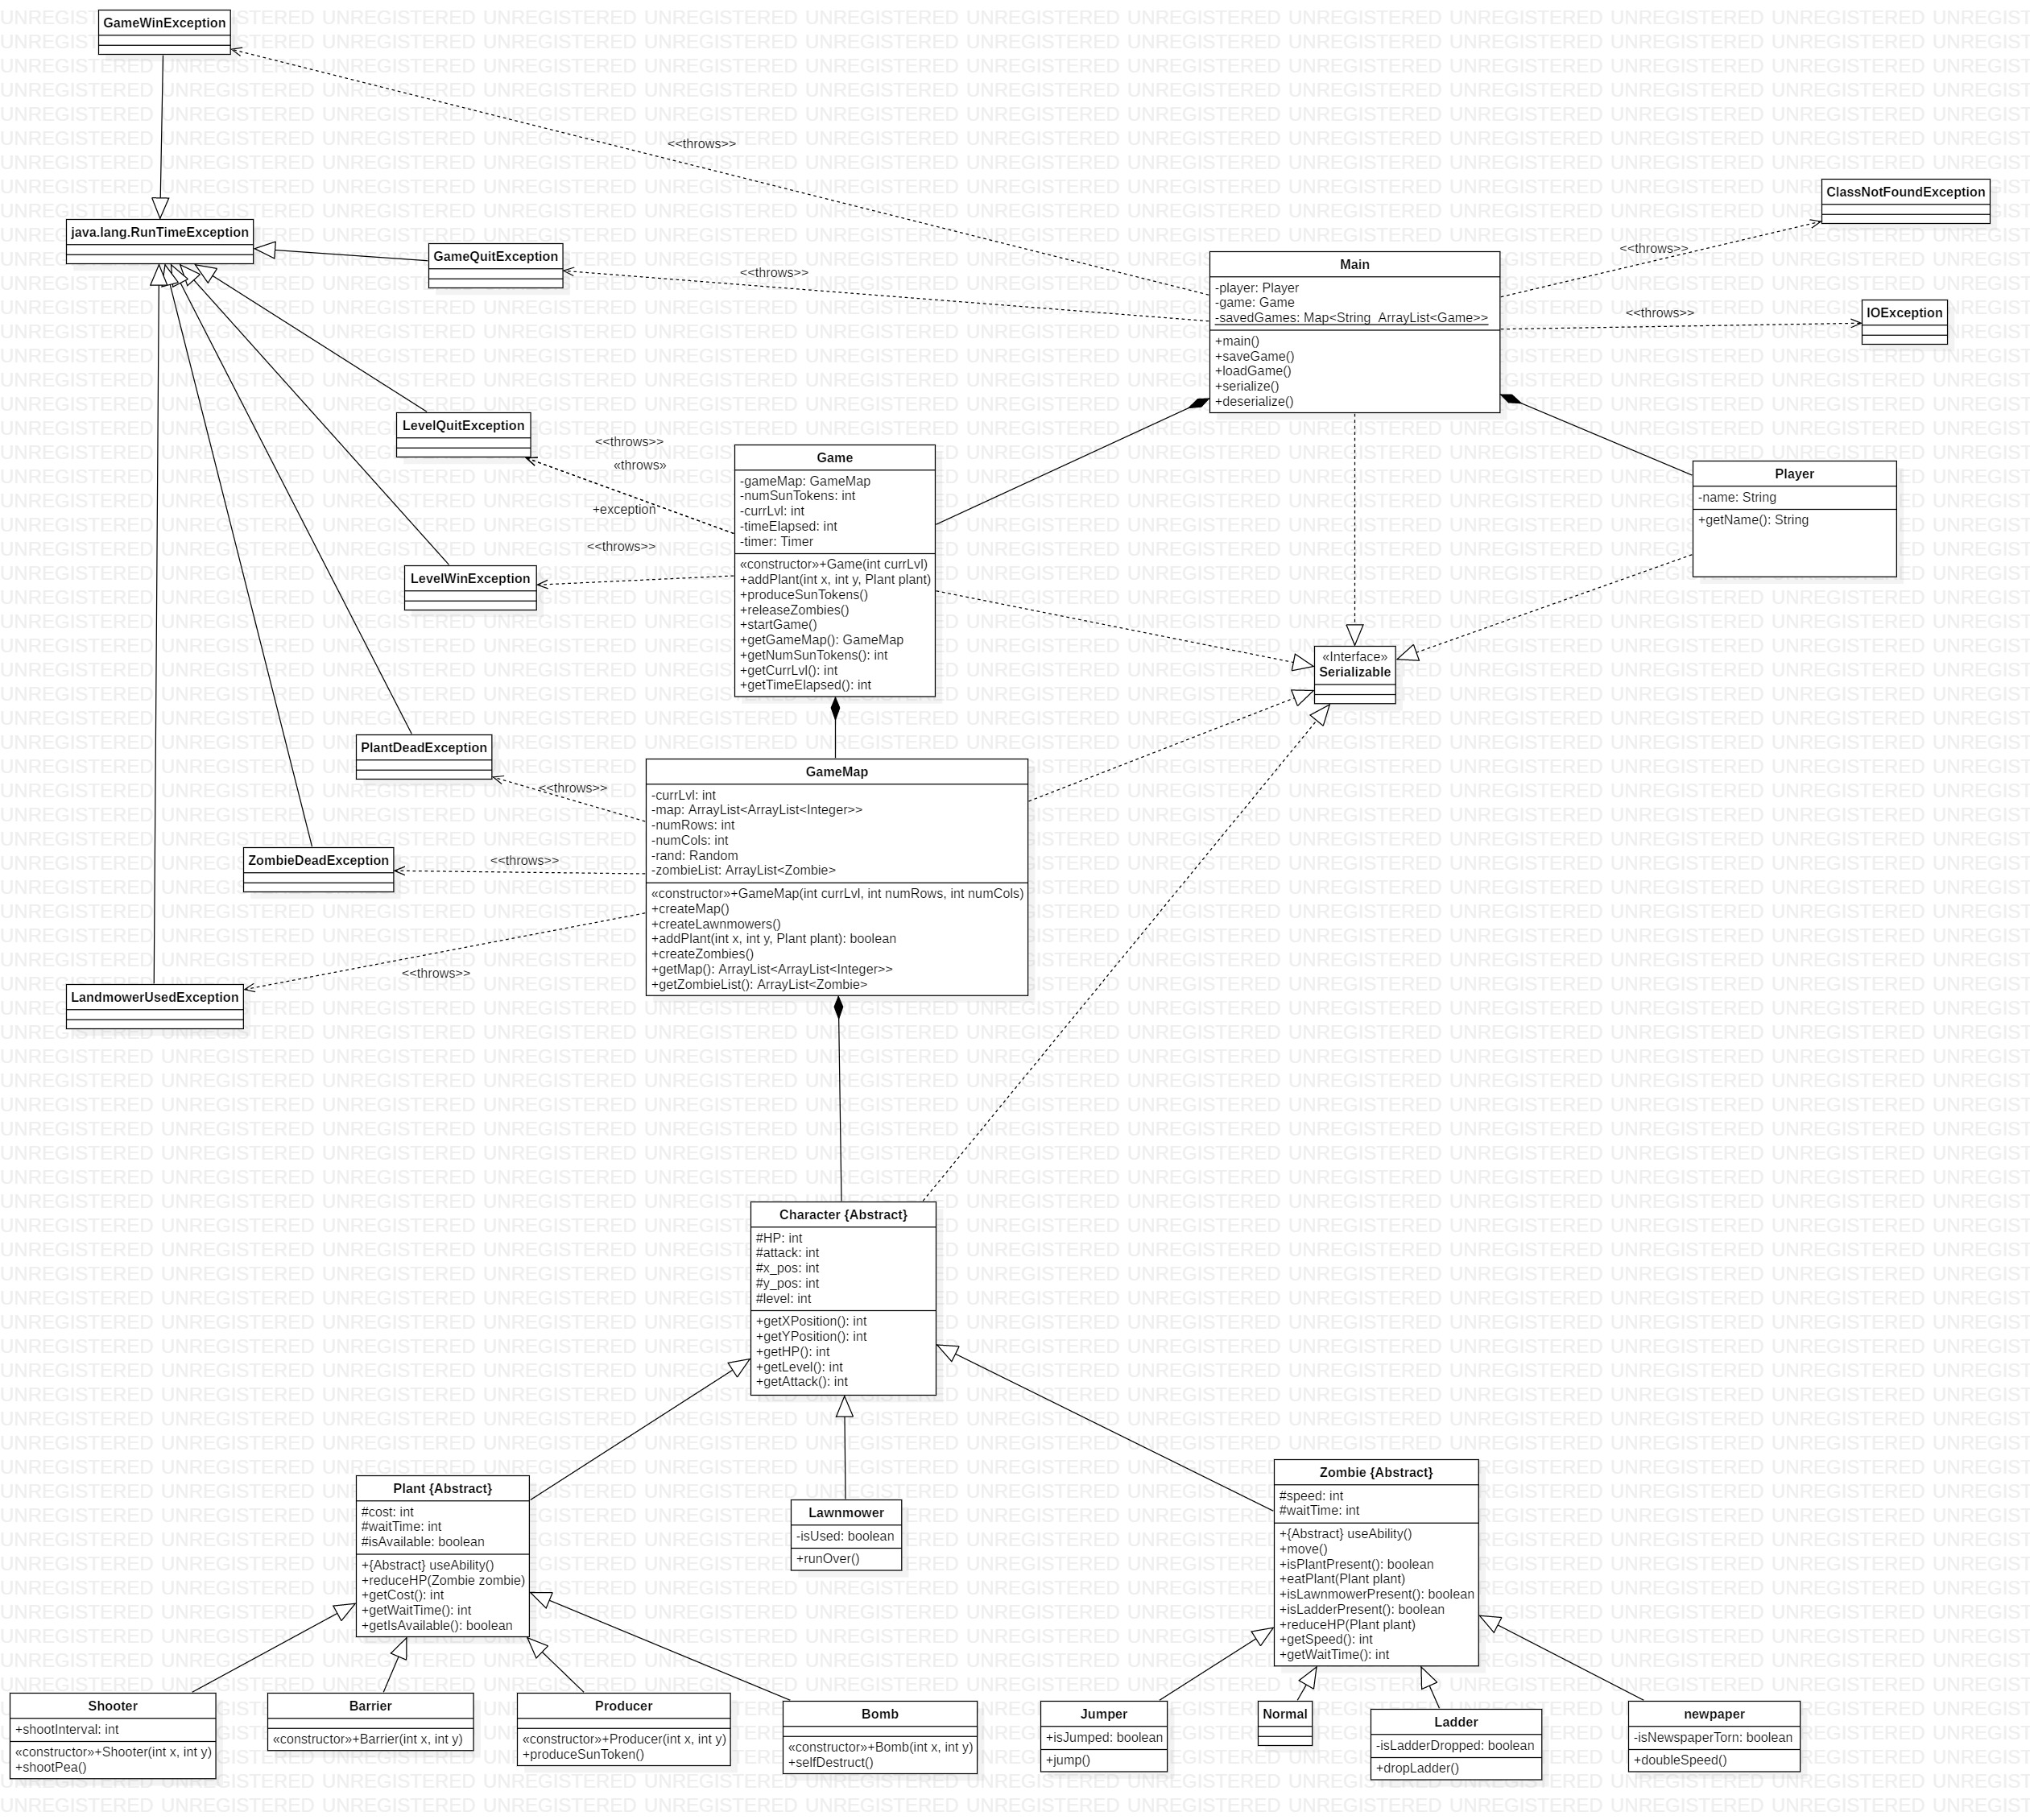 GameWinException
<<throws>>
ClassNotFoundException
java.lang.RunTimeException
<<throws>>
GameQuitException
<<throws>>
Main
-player: Player
-game: Game
-savedGames: Map<String ArrayList<Game>>
+main()
+saveGame()
+loadGame()
+serialize()
+deserialize()
<<throws>>
IOException
LevelQuitException
<<throws>>
«throws»
+exception
<<throws>>
LevelWinException
Game
-gameMap: GameMap
-numSunTokens: int
-currLvl: int
-timeElapsed: int
-timer: Timer
«constructor»+Game(int currLvl)
+addPlant(int x, int y, Plant plant)
+produceSunTokens()
+releaseZombies()
+startGame()
+getGameMap(): GameMap
+getNumSunTokens(): int
+getCurrLvl(): int
+getTimeElapsed(): int
Player
-name: String
+getName(): String
«Interface»
Serializable
PlantDeadException
<<throws>>
ZombieDeadException
<<throws>>
LandmowerUsedException
<<throws>>
GameMap
-currLvl: int
-map: ArrayList<ArrayList<Integer>>
-numRows: int
-numCols: int
-rand: Random
-zombieList: ArrayList<Zombie>
«constructor»+GameMap(int currLvl, int numRows, int numCols)
+createMap()
+createLawnmowers()
+addPlant(int x, int y, Plant plant): boolean
+createZombies()
+getMap(): ArrayList<ArrayList<Integer>>
+getZombieList(): ArrayList<Zombie>
Character {Abstract}
#HP: int
#attack: int
#x_pos: int
#y_pos: int
#level: int
+getXPosition(): int
+getYPosition(): int
+getHP(): int
+getLevel(): int
+getAttack(): int
Plant {Abstract}
#cost: int
#waitTime: int
#isAvailable: boolean
+{Abstract} useAbility()
+reduceHP(Zombie zombie)
+getCost(): int
+getWaitTime(): int
+getIsAvailable(): boolean
Lawnmower
-isUsed: boolean
+runOver()
Zombie {Abstract}
#speed: int
#waitTime: int
+{Abstract} useAbility()
+move()
+isPlantPresent(): boolean
+eatPlant(Plant plant)
+isLawnmowerPresent(): boolean
+isLadderPresent(): boolean
+reduceHP(Plant plant)
+getSpeed(): int
+getWaitTime(): int
Shooter
+shootInterval: int
«constructor»+Shooter(int x, int y)
+shootPea()
Barrier
«constructor»+Barrier(int x, int y)
Producer
«constructor»+Producer(int x, int y)
+produceSunToken()
Bomb
«constructor»+Bomb(int x, int y)
+selfDestruct()
Jumper
+isJumped: boolean
+jump()
Normal
Ladder
-isLadderDropped: boolean
+dropLadder()
newpaper
-isNewspaperTorn: boolean
+doubleSpeed()